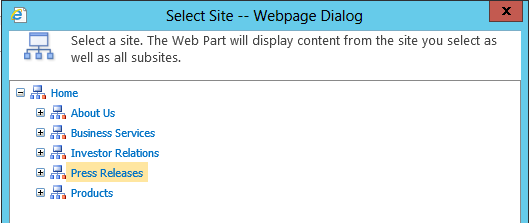 Select Site -- Webpage Dialog
x
Select a site. The Web Part will display content from the site you select as
well as all subsites.
Home
About Us
Business Services
Investor Relations
Press Releases
Products